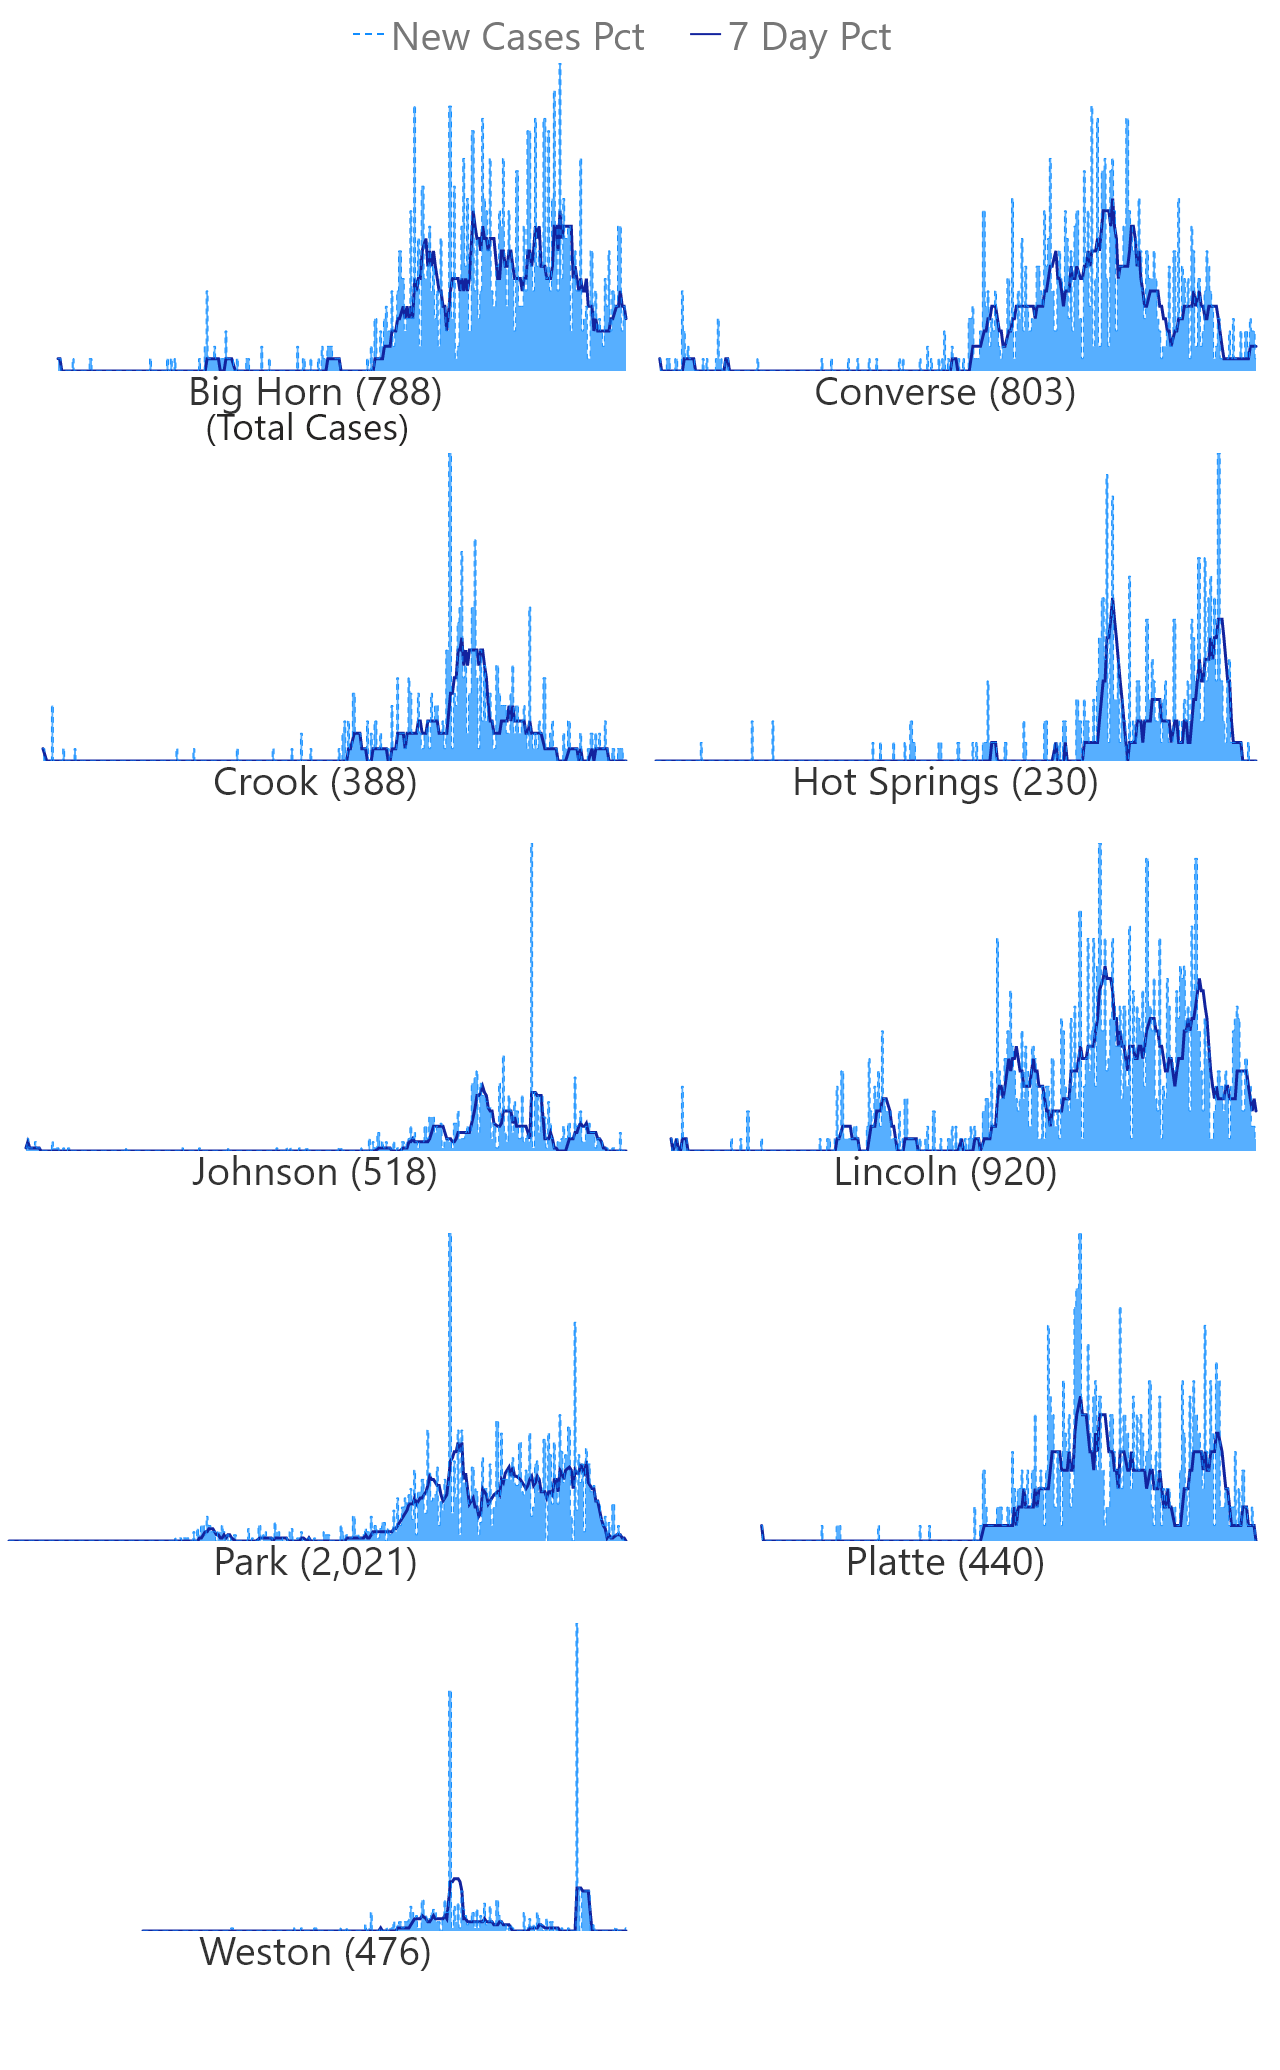 New Cases Pct 7 Day Pct
Big Horn (788)
(Total Cases)
Converse (803)
Crook (388)
Hot Springs (230)
Johnson (518)
Lincoln (920)
Park (2,021)
Platte (440)
Weston (476)